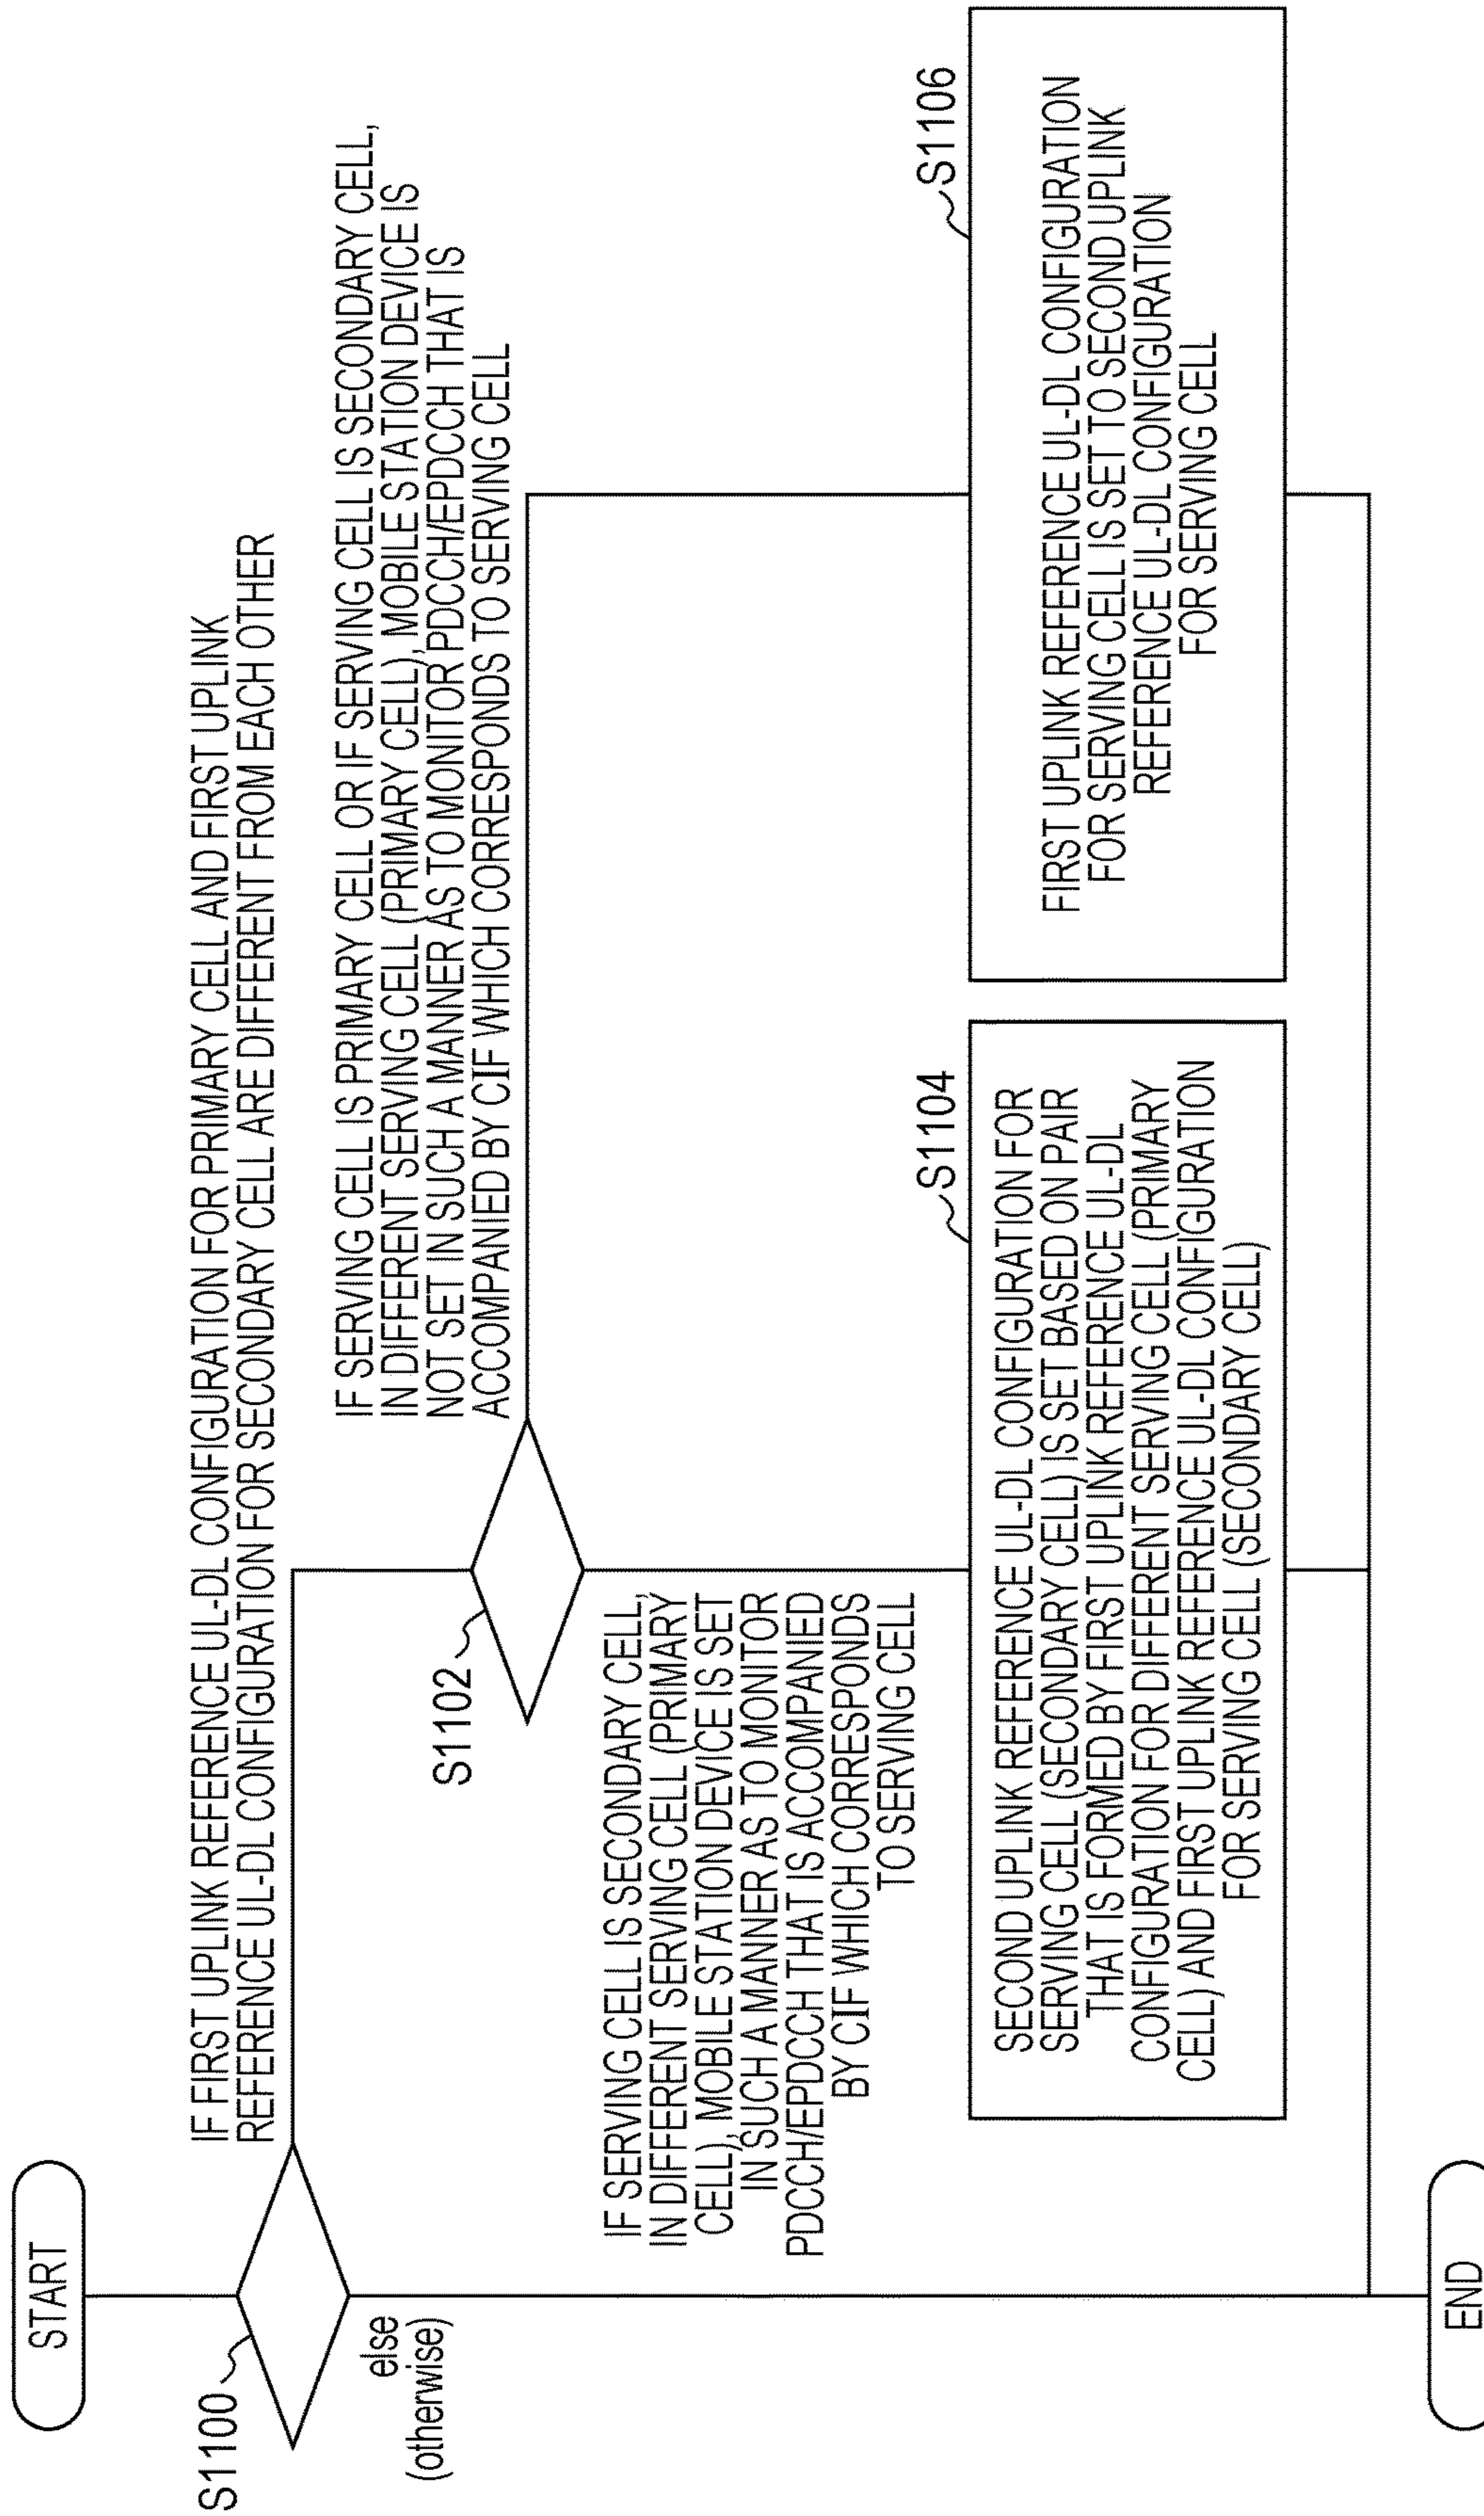 START
S1100
IF FIRST UPLINK REFERENCE UL-DL CONFIGURATION FOR PRIMARY CELL AND FIRST UPLINK
REFERENCE UL-DL CONFIGURATION FOR SECONDARY CELL ARE DIFFERENT FROM EACH OTHER
else
(otherwise)
S1102
IF SERVING CELL IS PRIMARY CELL OR IF SERVING CELL IS SECONDARY CELL,
IN DIFFERENT SERVING CELL (PRIMARY CELL), MOBILE STATION DEVICE IS
NOT SET IN SUCH A MANNER AS TO MONITOR PDCCH/EPDCCH THAT IS
ACCOMPANIED BY CIF WHICH CORRESPONDS TO SERVING CELL
IF SERVING CELL IS SECONDARY CELL,
IN DIFFERENT SERVING CELL (PRIMARY
CELL), MOBILE STATION DEVICE IS SET
IN SUCH A MANNER AS TO MONITOR
PDCCH/EPDCCH THAT IS ACCOMPANIED
BY CIF WHICH CORRESPONDS
TO SERVING CELL
S1104
SECOND UPLINK REFERENCE UL-DL CONFIGURATION FOR
SERVING CELL (SECONDARY CELL) IS SET BASED ON PAIR
THAT IS FORMED BY FIRST UPLINK REFERENCE UL-DL
CONFIGURATION FOR DIFFERENT SERVING CELL (PRIMARY
CELL) AND FIRST UPLINK REFERENCE UL-DL CONFIGURATION
FOR SERVING CELL (SECONDARY CELL)
S1106
FIRST UPLINK REFERENCE UL-DL CONFIGURATION
FOR SERVING CELL IS SET TO SECOND UPLINK
REFERENCE UL-DL CONFIGURATION
FOR SERVING CELL
END